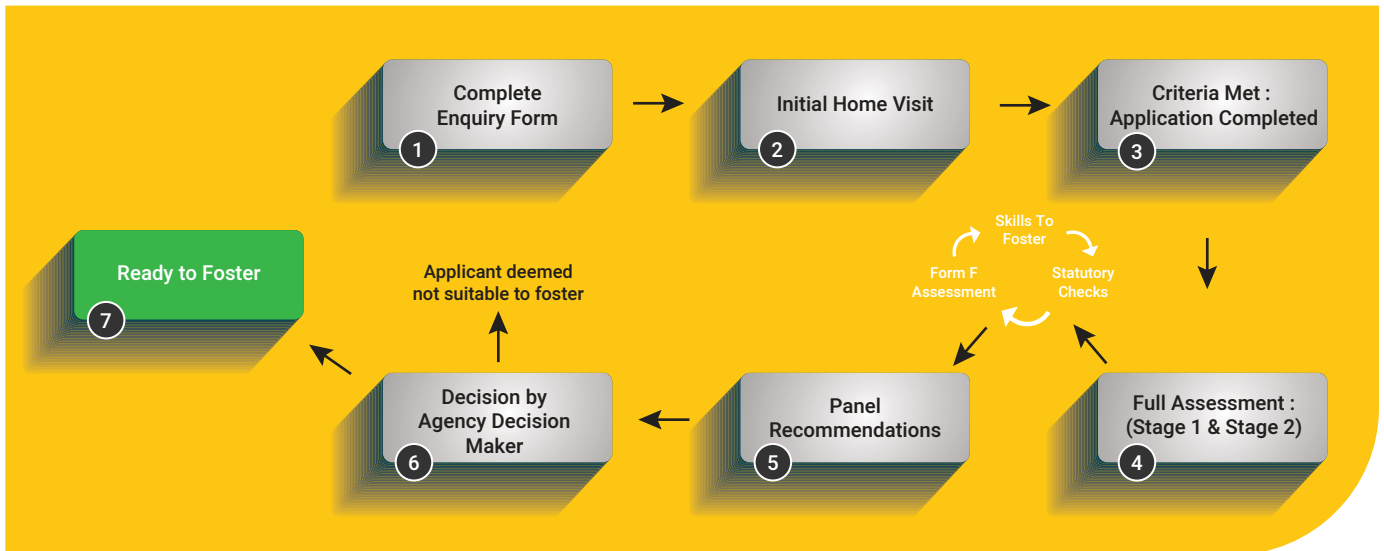 Complete
Enquiry Form
1
Initial Home Visit
2
Criteria Met :
Application Completed
3
Skills To
Foster
Statutory
Checks
Form F
Assessment
Full Assessment :
(Stage 1 & Stage 2)
4
Panel
Recommendations
5
Decision by
Agency Decision
Maker
6
Applicant deemed
not suitable to foster
Ready to Foster
7